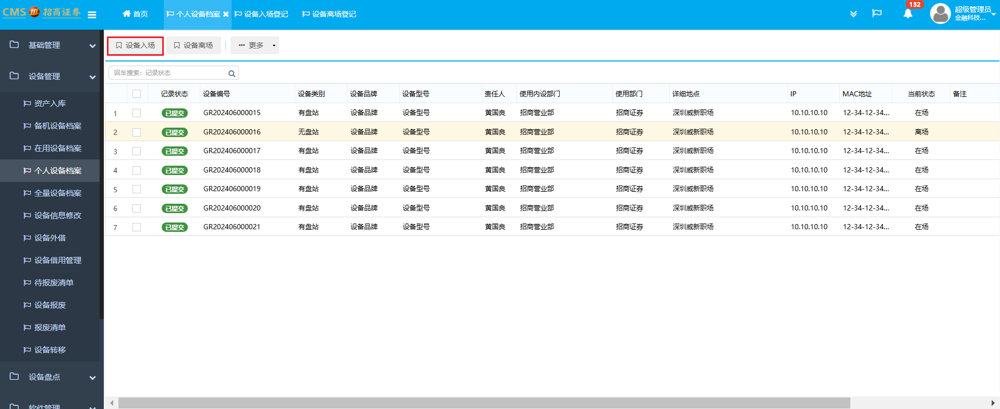 CMS 招商证券
首页
个人设备档案
设备入场登记
设备离场登记
132
超级管理员
金融科技...
基础管理
设备管理
资产入库
备机设备档案
在用设备档案
个人设备档案
全量设备档案
设备信息修改
设备外借
设备借用管理
待报废清单
设备报废
报废清单
设备转移
设备盘点
软件管理
设备入场 设备离场 更多
回车搜索：记录状态
记录状态 设备编号 设备类别 设备品牌 设备型号 责任人 使用内设部门 使用部门 详细地点 IP MAC地址 当前状态 备注
1 已提交 GR202406000015 有盘站 设备品牌 设备型号 黄国良 招商营业部 招商证券 深圳威新职场 10.10.10.10 12-34-12-34... 在场
2 已提交 GR202406000016 无盘站 设备品牌 设备型号 黄国良 招商营业部 招商证券 深圳威新职场 10.10.10.10 12-34-12-34... 离场
3 已提交 GR202406000017 有盘站 设备品牌 设备型号 黄国良 招商营业部 招商证券 深圳威新职场 10.10.10.10 12-34-12-34... 在场
4 已提交 GR202406000018 有盘站 设备品牌 设备型号 黄国良 招商营业部 招商证券 深圳威新职场 10.10.10.10 12-34-12-34... 在场
5 已提交 GR202406000019 有盘站 设备品牌 设备型号 黄国良 招商营业部 招商证券 深圳威新职场 10.10.10.10 12-34-12-34... 在场
6 已提交 GR202406000020 有盘站 设备品牌 设备型号 黄国良 招商营业部 招商证券 深圳威新职场 10.10.10.10 12-34-12-34... 在场
7 已提交 GR202406000021 有盘站 设备品牌 设备型号 黄国良 招商营业部 招商证券 深圳威新职场 10.10.10.10 12-34-12-34... 在场